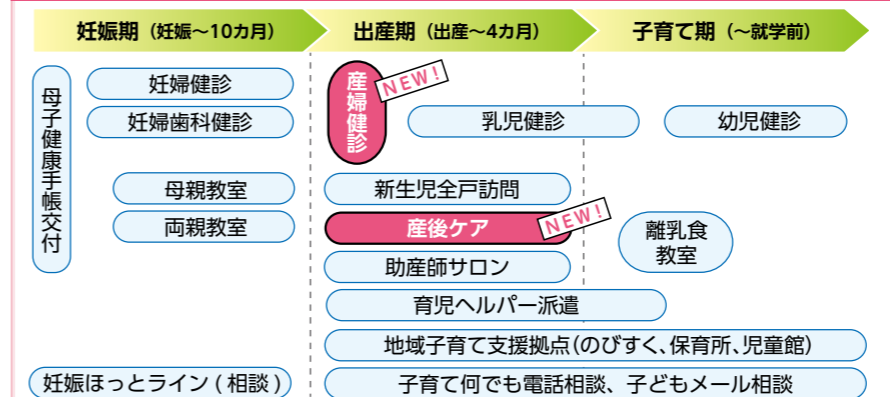 妊娠期（妊娠～10カ月）
出産期（出産～4カ月）
子育て期（～就学前）
母子健康手帳交付
妊婦健診
妊婦歯科健診
母親教室
両親教室
妊娠ほっとライン（相談）
産婦健診
NEW!
乳児健診
幼児健診
新生児全戸訪問
産後ケア
NEW!
離乳食
教室
助産師サロン
育児ヘルパー派遣
地域子育て支援拠点（のびすく、保育所、児童館）
子育て何でも電話相談、子どもメール相談